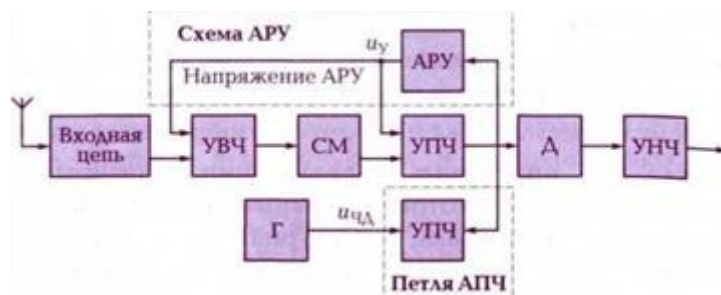 Схема АРУ
uУ
АРУ
Напряжение АРУ
Входная
цепь
УВЧ
СМ
УПЧ
Д
УНЧ
Г
uЧД
УПЧ
Петля АПЧ